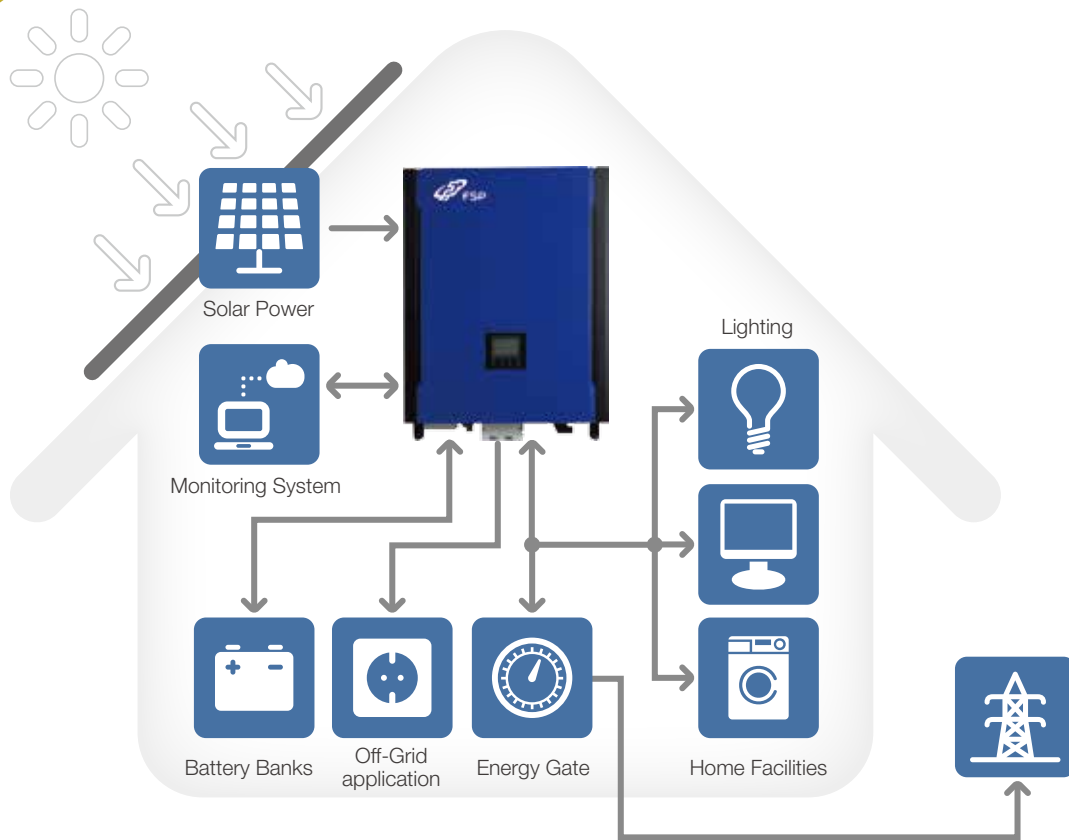 FSP
Solar Power
Lighting
Monitoring System
Battery Banks
Off-Grid
application
Energy Gate
Home Facilities